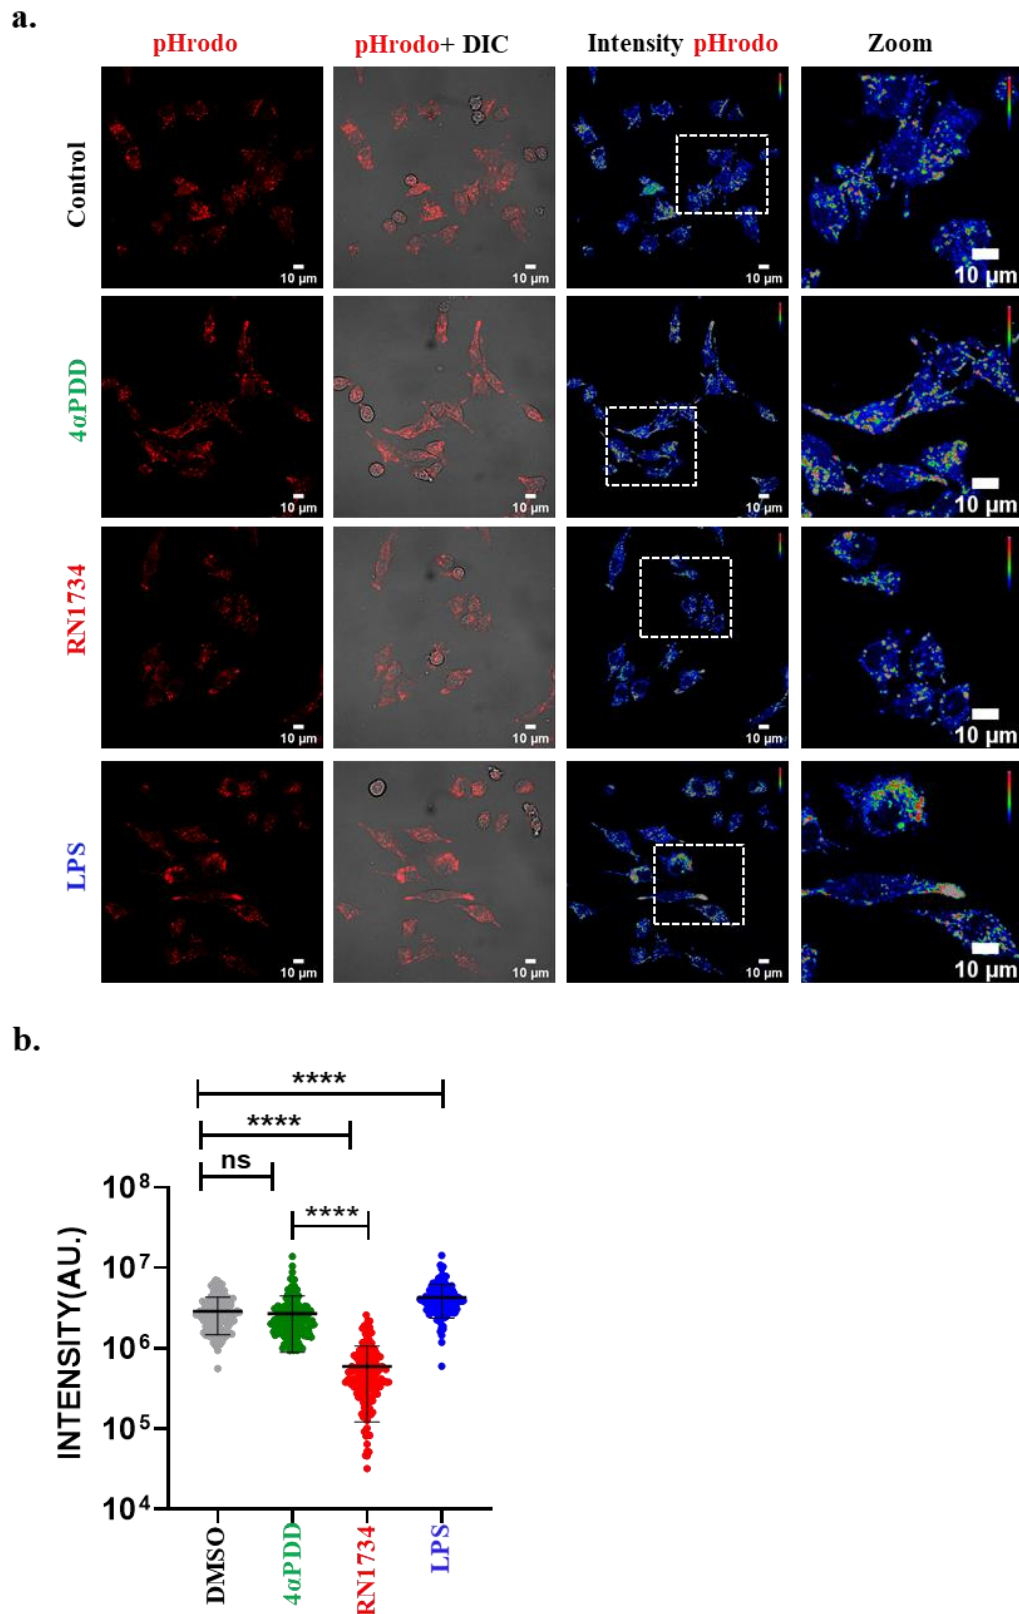 a.
pHrodo pHrodo+ DIC Intensity pHrodo Zoom
Control
10 µm 10 µm 10 µm 10 µm
4αPDD
10 µm 10 µm 10 µm 10 µm
RN1734
10 µm 10 µm 10 µm 10 µm
LPS
10 µm 10 µm 10 µm 10 µm
b.
****
****
ns
****
INTENSITY(AU.)
10⁸
10⁷
10⁶
10⁵
10⁴
DMSO 4αPDD RN1734 LPS